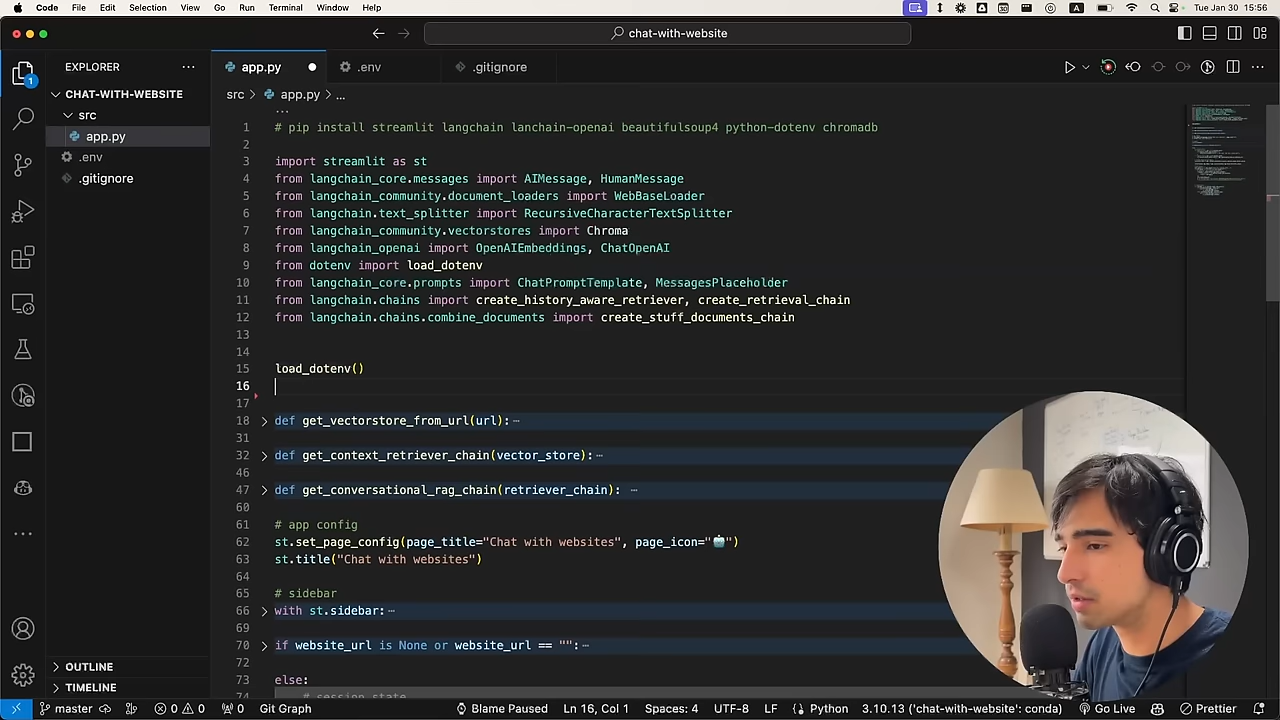 Code File Edit Selection View Go Run Terminal Window Help
Tue Jan 30 15:56
chat-with-website
EXPLORER
app.py
.env
.gitignore
CHAT-WITH-WEBSITE
src > app.py > ...
src
app.py
.env
.gitignore
1
1 # pip install streamlit langchain lanchain-openai beautifulsoup4 python-dotenv chromadb
2
3 import streamlit as st
4 from langchain_core.messages import AIMessage, HumanMessage
5 from langchain_community.document_loaders import WebBaseLoader
6 from langchain.text_splitter import RecursiveCharacterTextSplitter
7 from langchain_community.vectorstores import Chroma
8 from langchain_openai import OpenAIEmbeddings, ChatOpenAI
9 from dotenv import load_dotenv
10 from langchain_core.prompts import ChatPromptTemplate, MessagesPlaceholder
11 from langchain.chains import create_history_aware_retriever, create_retrieval_chain
12 from langchain.chains.combine_documents import create_stuff_documents_chain
13
14
15 load_dotenv()
16
17
18 def get_vectorstore_from_url(url):
31
32 def get_context_retriever_chain(vector_store):
46
47 def get_conversational_rag_chain(retriever_chain):
60
61 # app config
62 st.set_page_config(page_title="Chat with websites", page_icon="🤖")
63 st.title("Chat with websites")
64
65 # sidebar
66 with st.sidebar:
69
70 if website_url is None or website_url == "":
72
73 else:
74 # session state
OUTLINE
TIMELINE
master 0 0 0 Git Graph Blame Paused Ln 16, Col 1 Spaces: 4 UTF-8 LF Python 3.10.13 ('chat-with-website': conda) Go Live Prettier